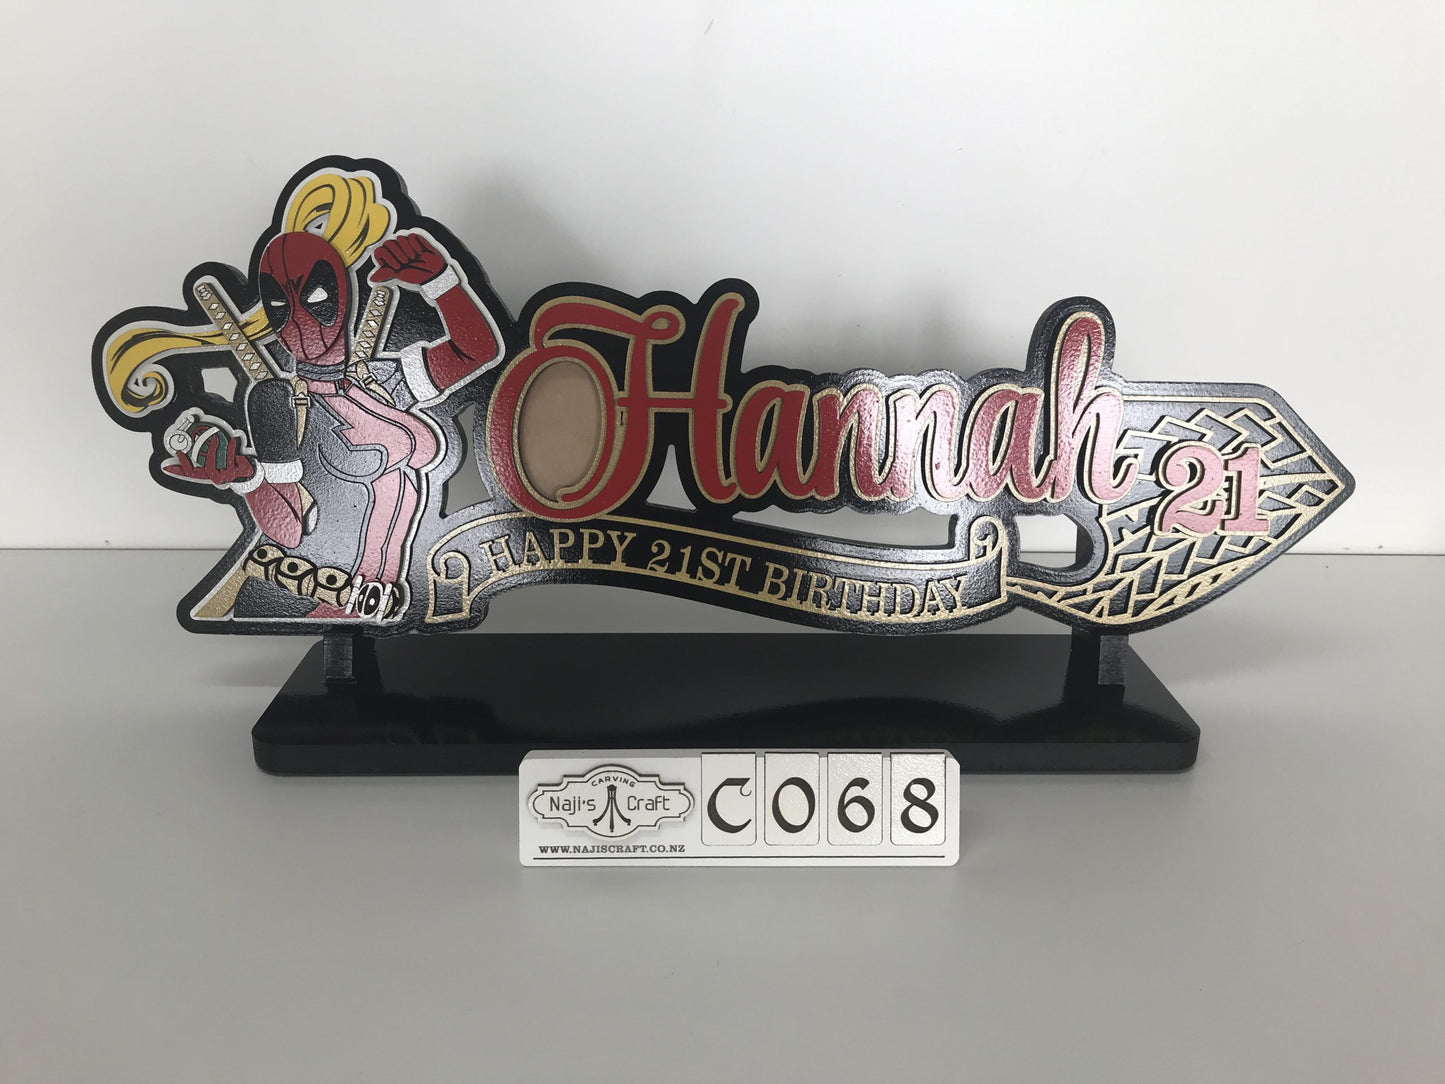 Hannah
21
HAPPY 21ST BIRTHDAY
CARVING
Naji's Craft
WWW.NAJISCRAFT.CO.NZ
C068